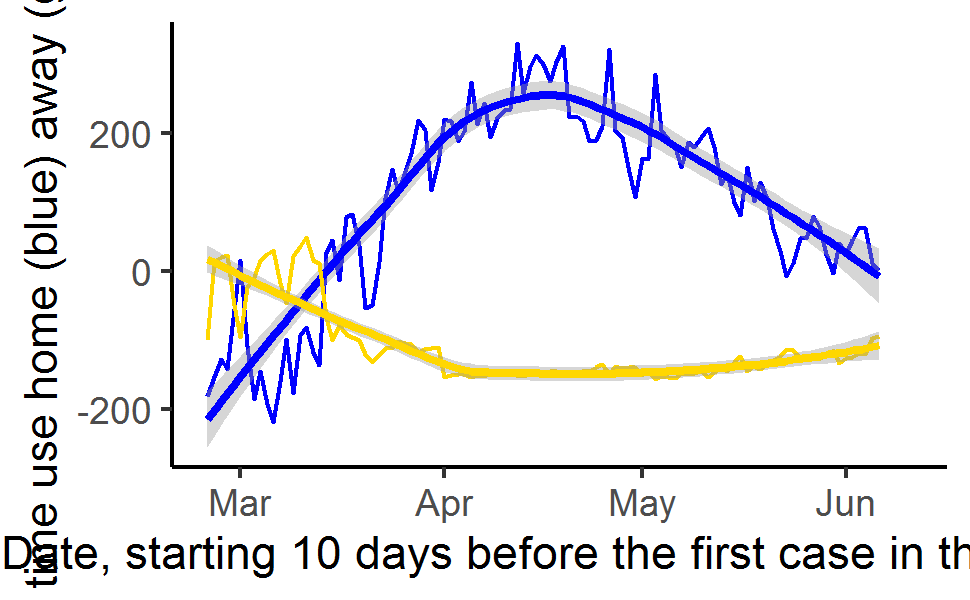 time use home (blue) away (
200
0
-200
Mar Apr May Jun
Date, starting 10 days before the first case in th